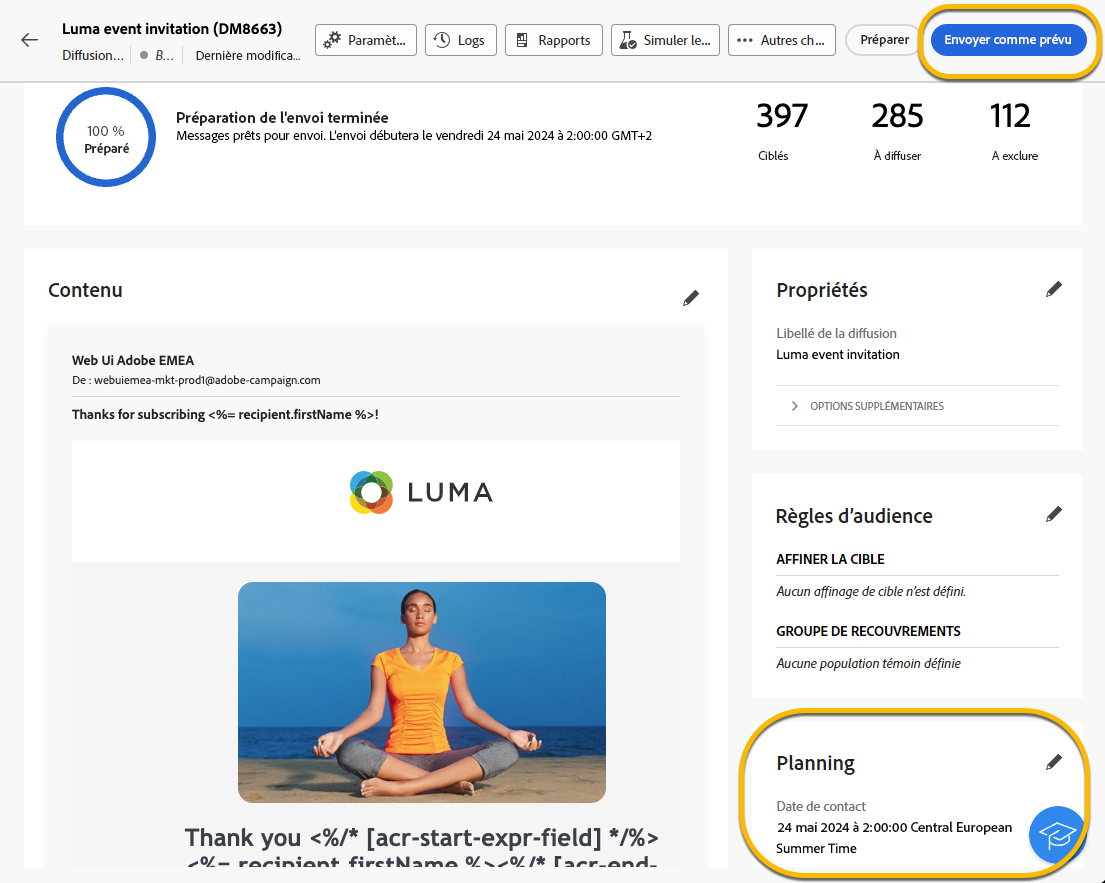 Luma event invitation (DM8663)
Diffusion...
B...
Dernière modifica...
Paramèt...
Logs
Rapports
Simuler le...
Autres ch...
Préparer
Envoyer comme prévu
100 %
Préparé
Préparation de l'envoi terminée
Messages prêts pour envoi. L'envoi débutera le vendredi 24 mai 2024 à 2:00:00 GMT+2
397
Ciblés
285
À diffuser
112
A exclure
Contenu
Web Ui Adobe EMEA
De : webuiemea-mkt-prod1@adobe-campaign.com
Thanks for subscribing <%= recipient.firstName %>!
LUMA
Thank you <%/* [acr-start-expr-field] */%>
<%= recipient.firstName %><%/* [acr-end-
Propriétés
Libellé de la diffusion
Luma event invitation
OPTIONS SUPPLÉMENTAIRES
Règles d'audience
AFFINER LA CIBLE
Aucun affinage de cible n'est défini.
GROUPE DE RECOUVREMENTS
Aucune population témoin définie
Planning
Date de contact
24 mai 2024 à 2:00:00 Central European
Summer Time